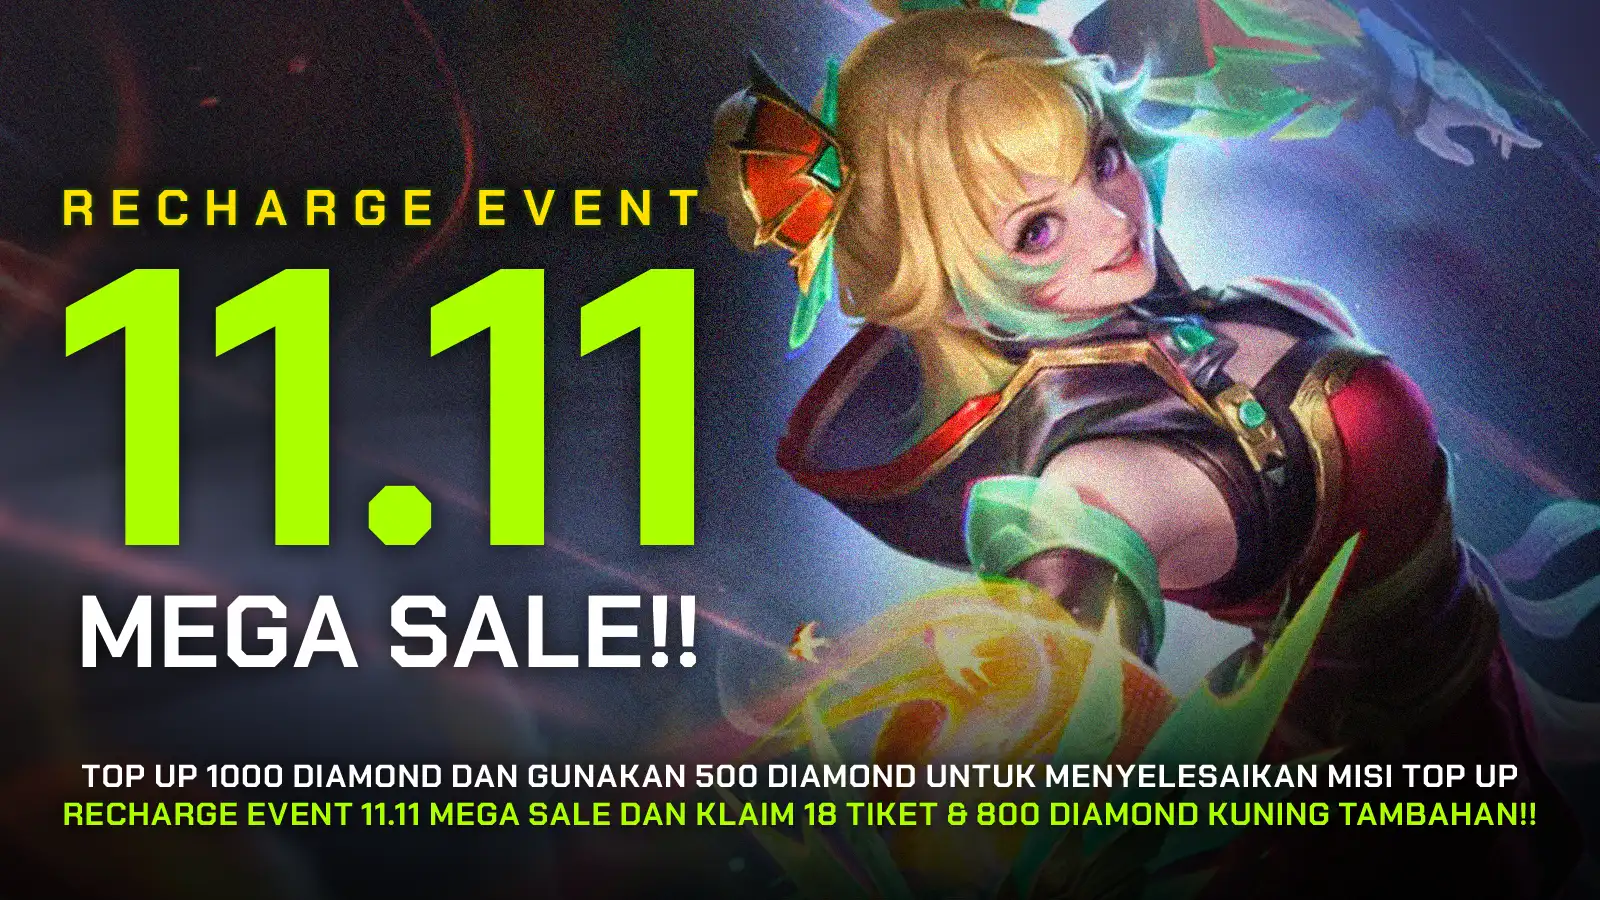 RECHARGE EVENT
11.11
MEGA SALE!!
TOP UP 1000 DIAMOND DAN GUNAKAN 500 DIAMOND UNTUK MENYELESAIKAN MISI TOP UP
RECHARGE EVENT 11.11 MEGA SALE DAN KLAIM 18 TIKET & 800 DIAMOND KUNING TAMBAHAN!!